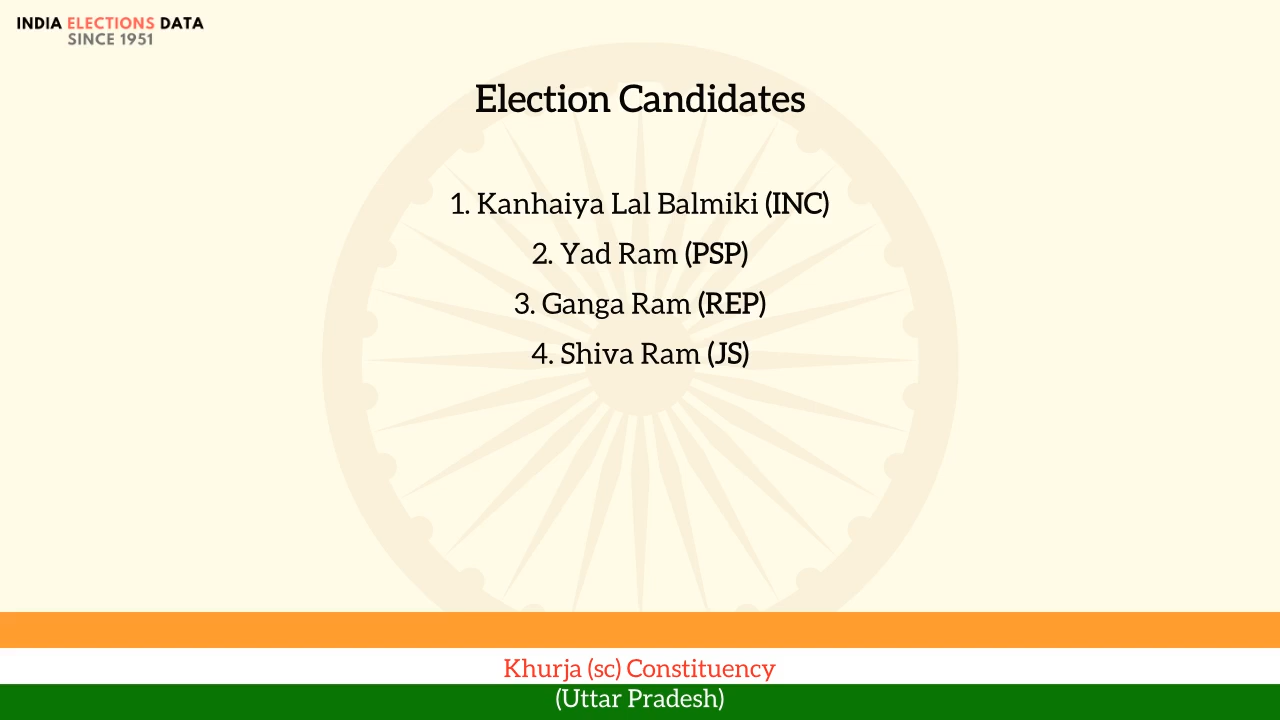 INDIA ELECTIONS DATA
SINCE 1951
Election Candidates
1. Kanhaiya Lal Balmiki (INC)
2. Yad Ram (PSP)
3. Ganga Ram (REP)
4. Shiva Ram (JS)
Khurja (sc) Constituency
(Uttar Pradesh)